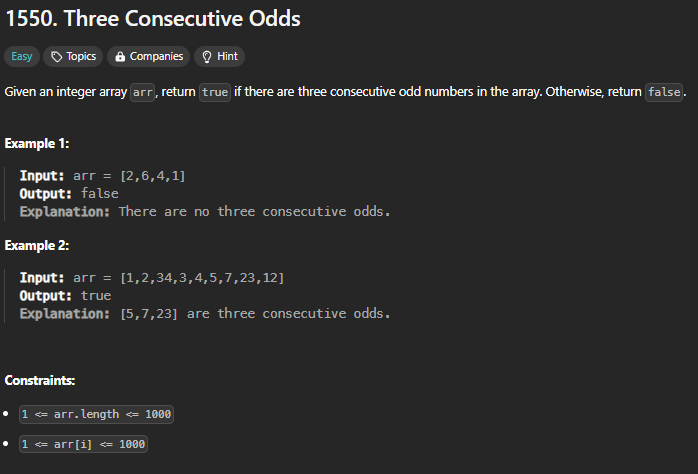 1550. Three Consecutive Odds
Easy Topics Companies Hint
Given an integer array arr, return true if there are three consecutive odd numbers in the array. Otherwise, return false.
Example 1:
Input: arr = [2,6,4,1]
Output: false
Explanation: There are no three consecutive odds.
Example 2:
Input: arr = [1,2,34,3,4,5,7,23,12]
Output: true
Explanation: [5,7,23] are three consecutive odds.
Constraints:
1 <= arr.length <= 1000
1 <= arr[i] <= 1000